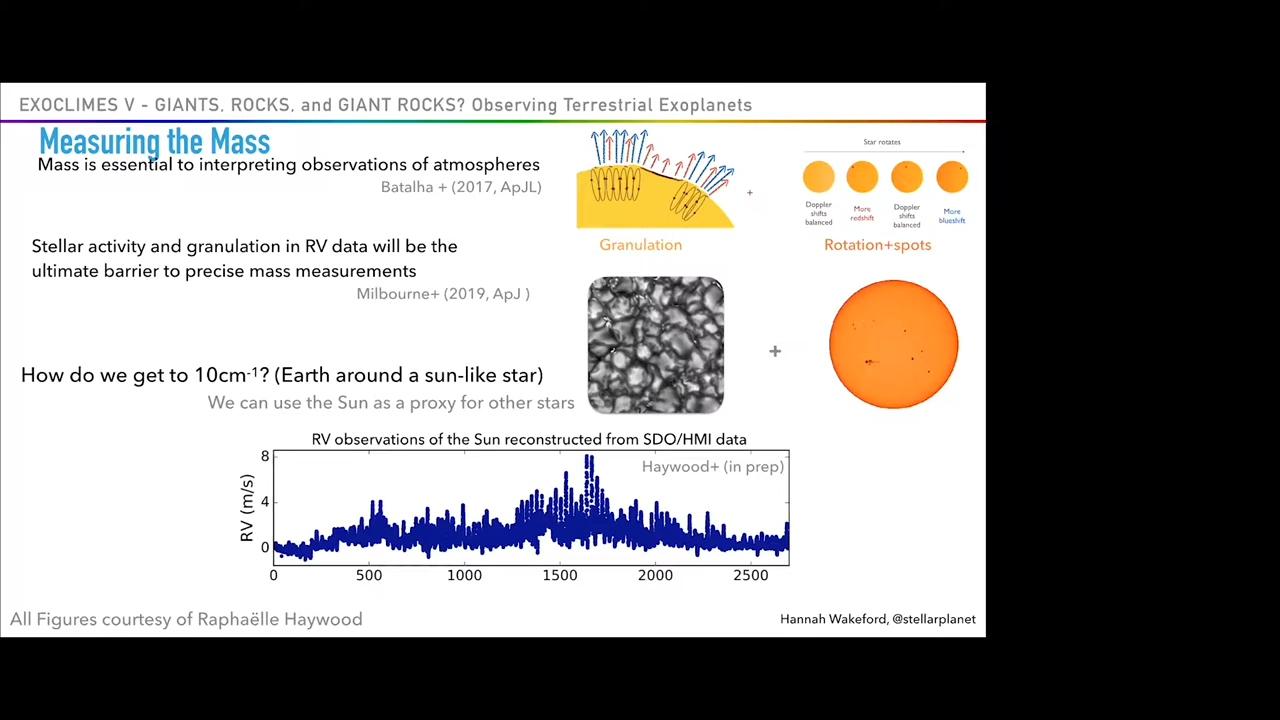 EXOCLIMES V - GIANTS, ROCKS, and GIANT ROCKS? Observing Terrestrial Exoplanets
Measuring the Mass
Mass is essential to interpreting observations of atmospheres
Batalha + (2017, ApJL)
Stellar activity and granulation in RV data will be the
ultimate barrier to precise mass measurements
Milbourne+ (2019, ApJ )
How do we get to 10cm-1? (Earth around a sun-like star)
We can use the Sun as a proxy for other stars
+
Granulation
Star rotates
Doppler
shifts
balanced
More
redshift
Doppler
shifts
balanced
More
blueshift
Rotation+spots
+
RV observations of the Sun reconstructed from SDO/HMI data
Haywood+ (in prep)
RV (m/s)
8
4
0
0 500 1000 1500 2000 2500
All Figures courtesy of Raphaëlle Haywood
Hannah Wakeford, @stellarplanet